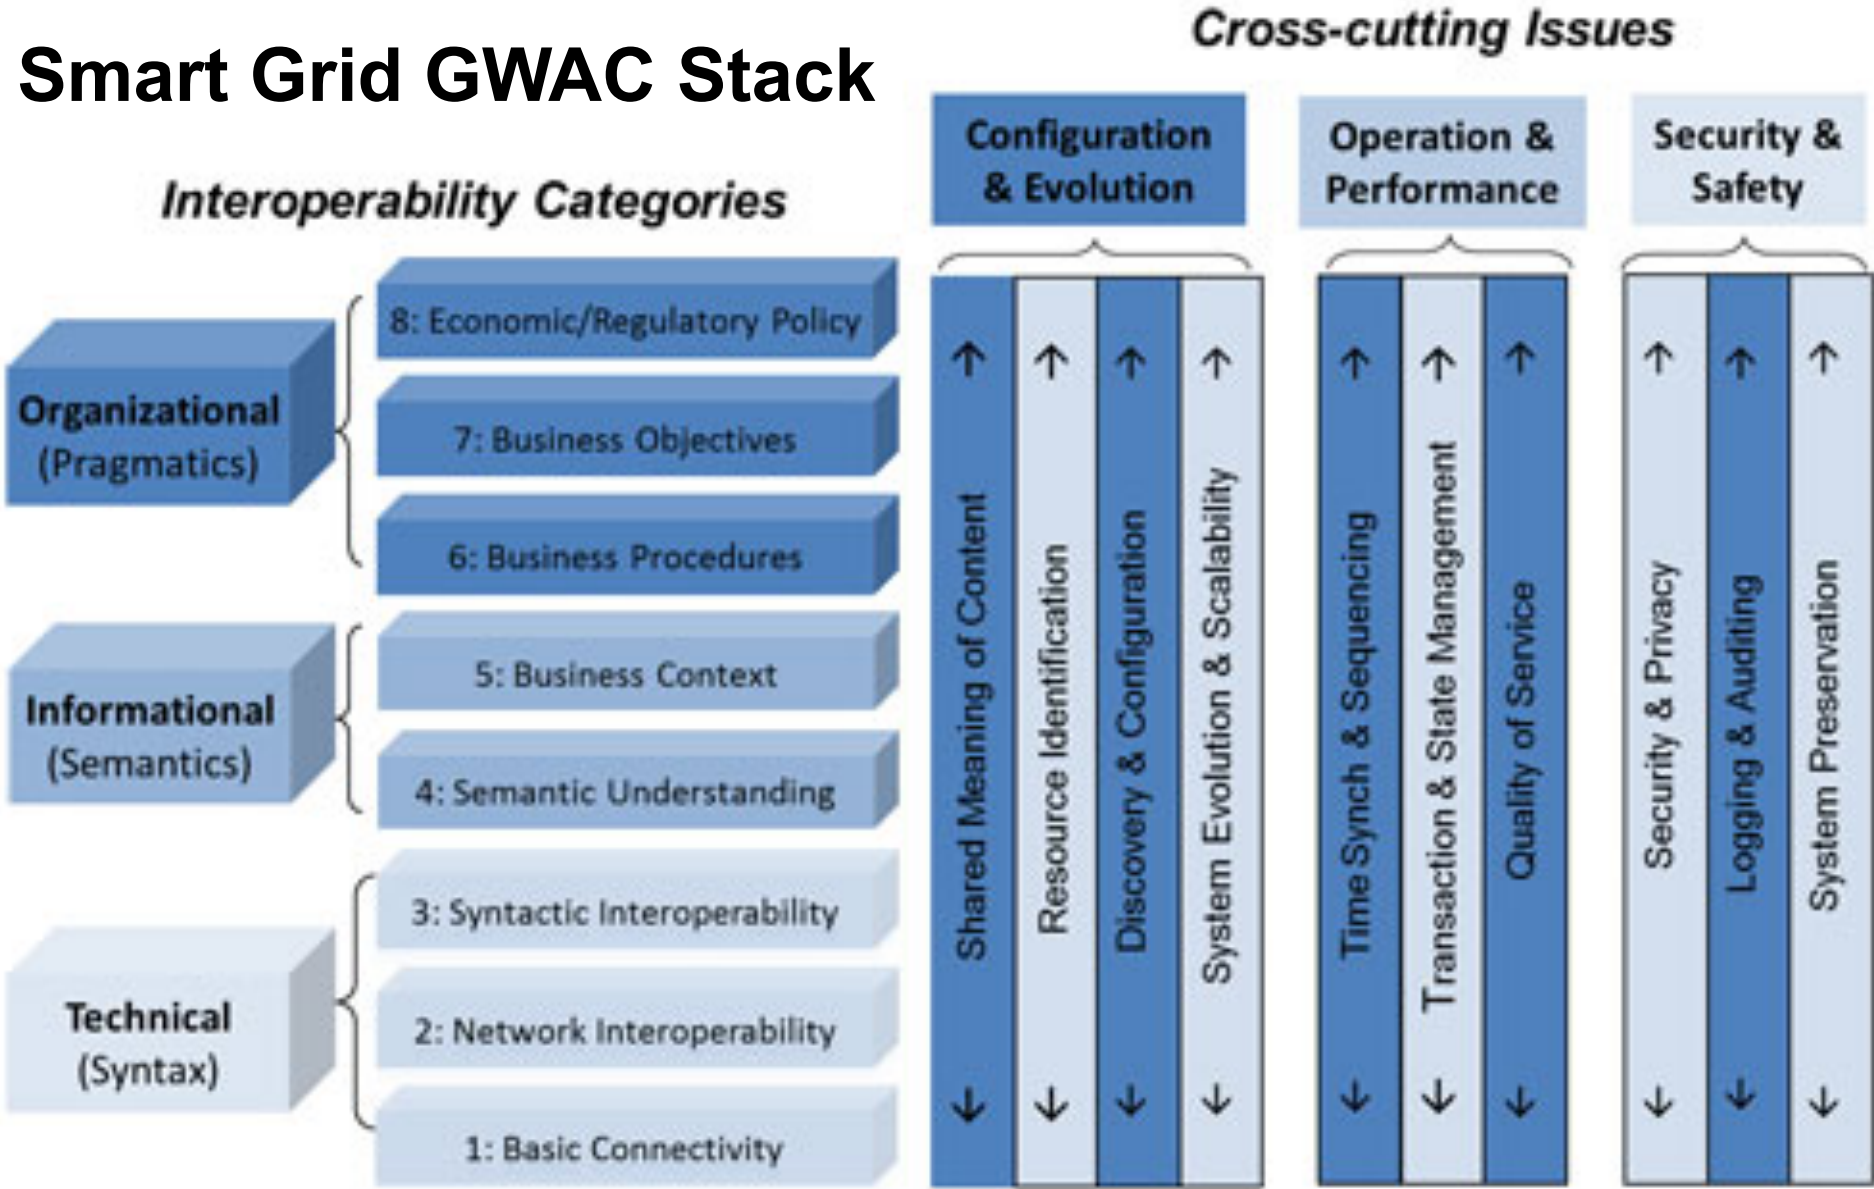 Smart Grid GWAC Stack
Interoperability Categories
Organizational
(Pragmatics)
8: Economic/Regulatory Policy
7: Business Objectives
6: Business Procedures
Informational
(Semantics)
5: Business Context
4: Semantic Understanding
Technical
(Syntax)
3: Syntactic Interoperability
2: Network Interoperability
1: Basic Connectivity
Cross-cutting Issues
Configuration
& Evolution
Shared Meaning of Content
Resource Identification
Discovery & Configuration
System Evolution & Scalability
Operation &
Performance
Time Synch & Sequencing
Transaction & State Management
Quality of Service
Security &
Safety
Security & Privacy
Logging & Auditing
System Preservation